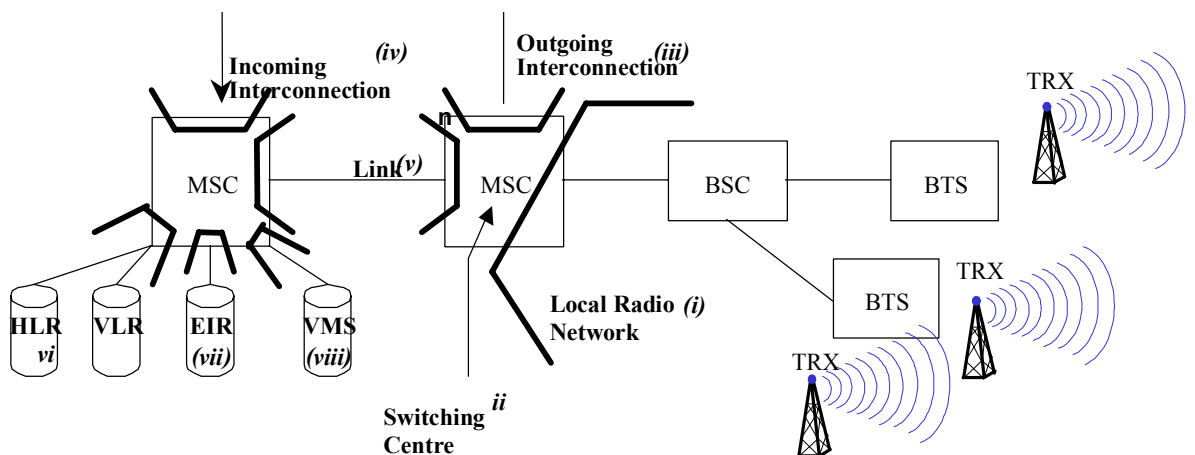 Incoming
Interconnection
(iv)
Outgoing
Interconnection
(iii)
TRX
n
MSC
Link(v)
MSC
BSC
BTS
TRX
BTS
HLR
vi
VLR
EIR
(vii)
VMS
(viii)
Local Radio (i)
Network
TRX
Switching ii
Centre